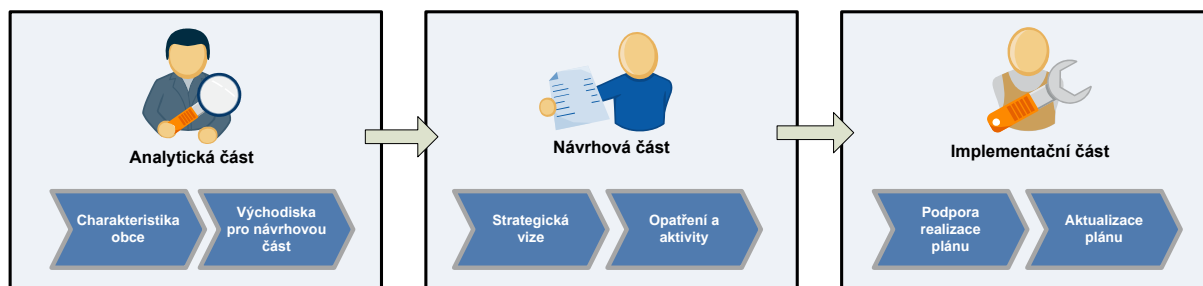 Analytická část
Charakteristika
obce
Východiska
pro návrhovou
část
Návrhová část
Strategická
vize
Opatření a
aktivity
Implementační část
Podpora
realizace
plánu
Aktualizace
plánu